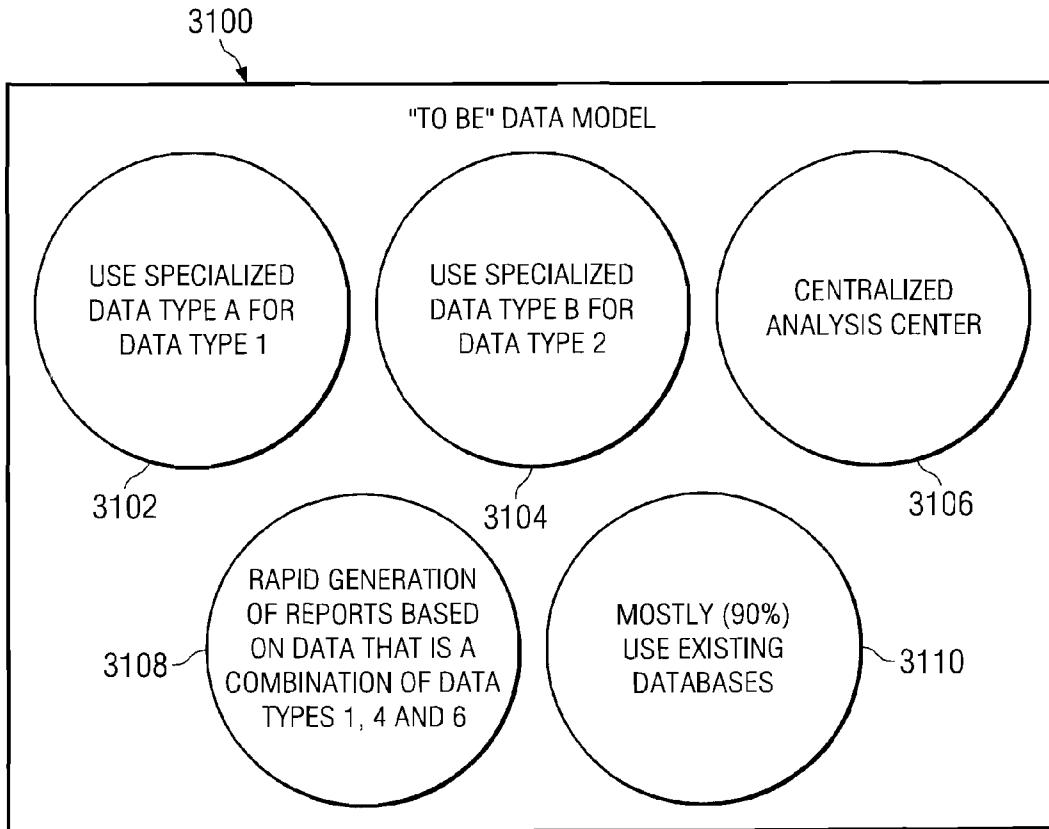 3100
"TO BE" DATA MODEL
USE SPECIALIZED
DATA TYPE A FOR
DATA TYPE 1
3102
USE SPECIALIZED
DATA TYPE B FOR
DATA TYPE 2
3104
CENTRALIZED
ANALYSIS CENTER
3106
RAPID GENERATION
OF REPORTS BASED
ON DATA THAT IS A
COMBINATION OF DATA
TYPES 1, 4 AND 6
3108
MOSTLY (90%)
USE EXISTING
DATABASES
3110